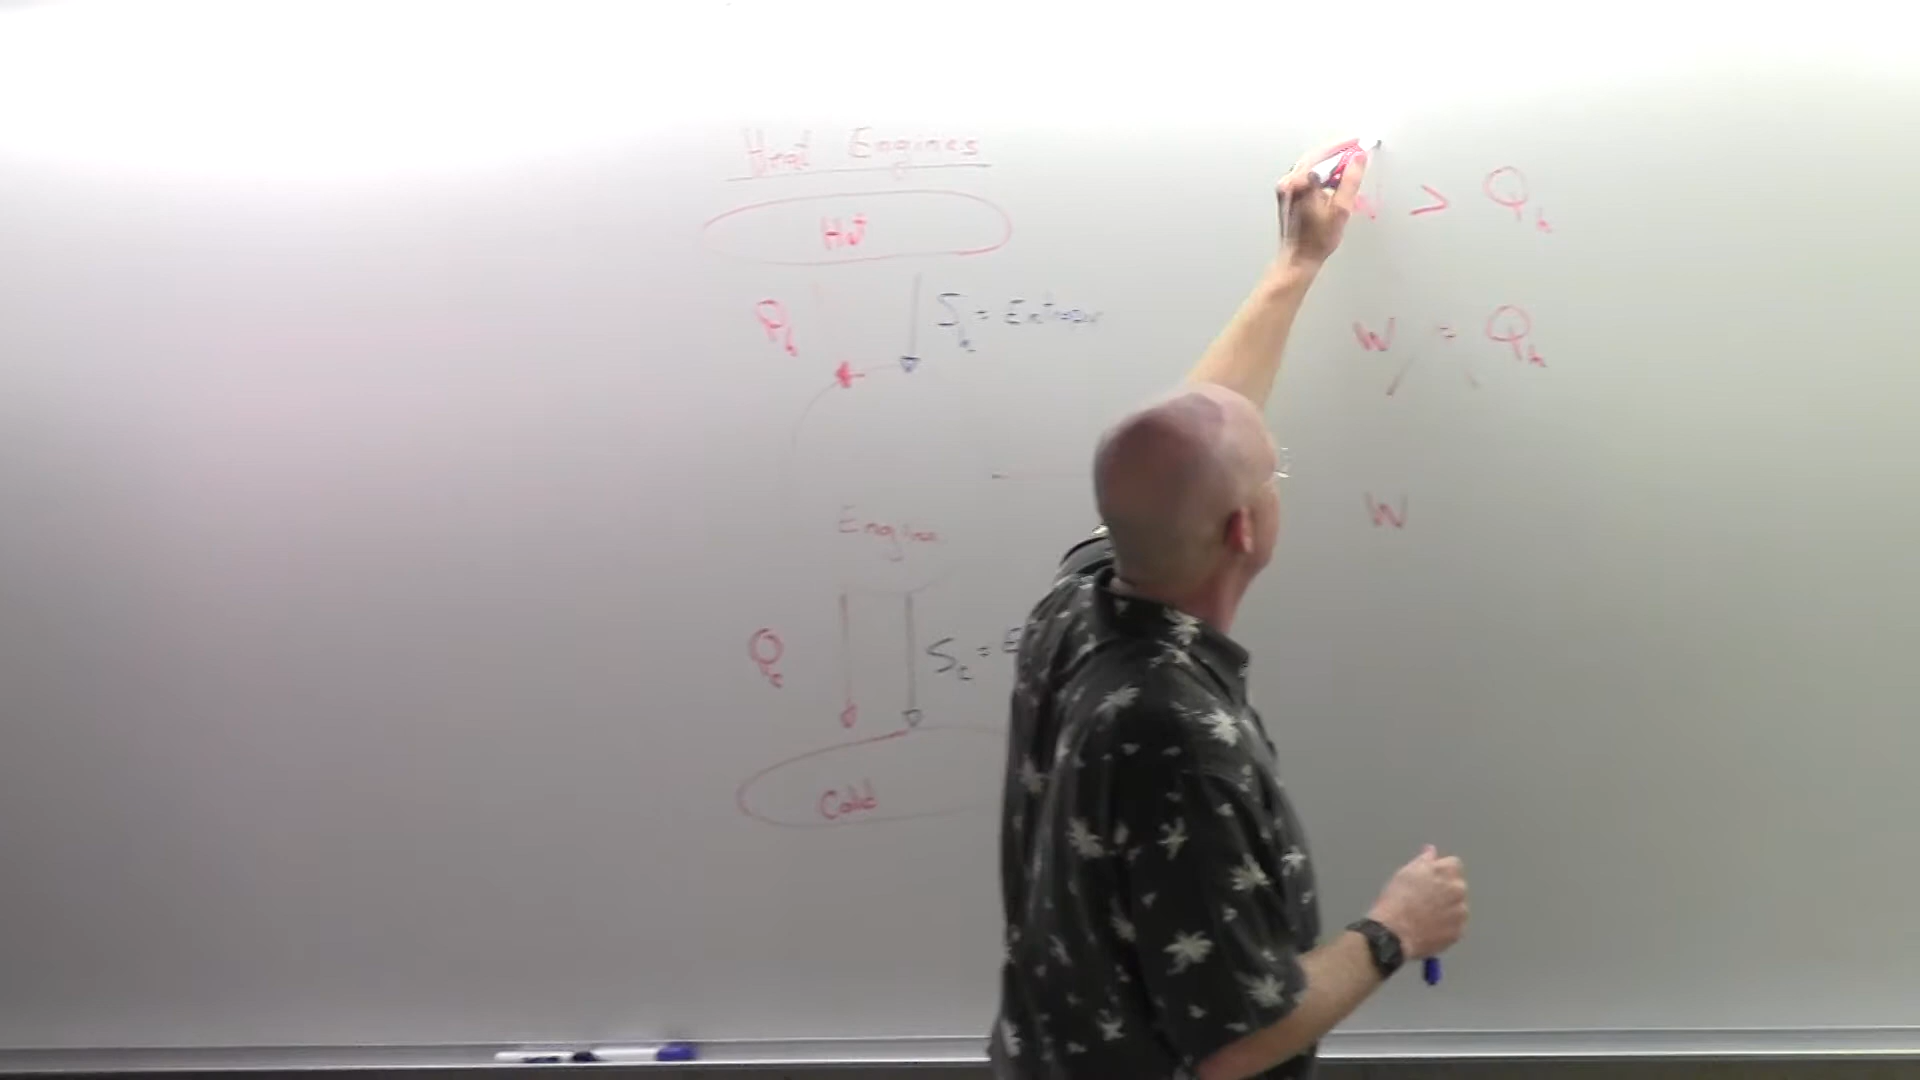 Heat Engines
Hot
Qh
Sh = Entropy
Engine
Qc
Sc = E
Cold
W > Qh
W = Qh
W